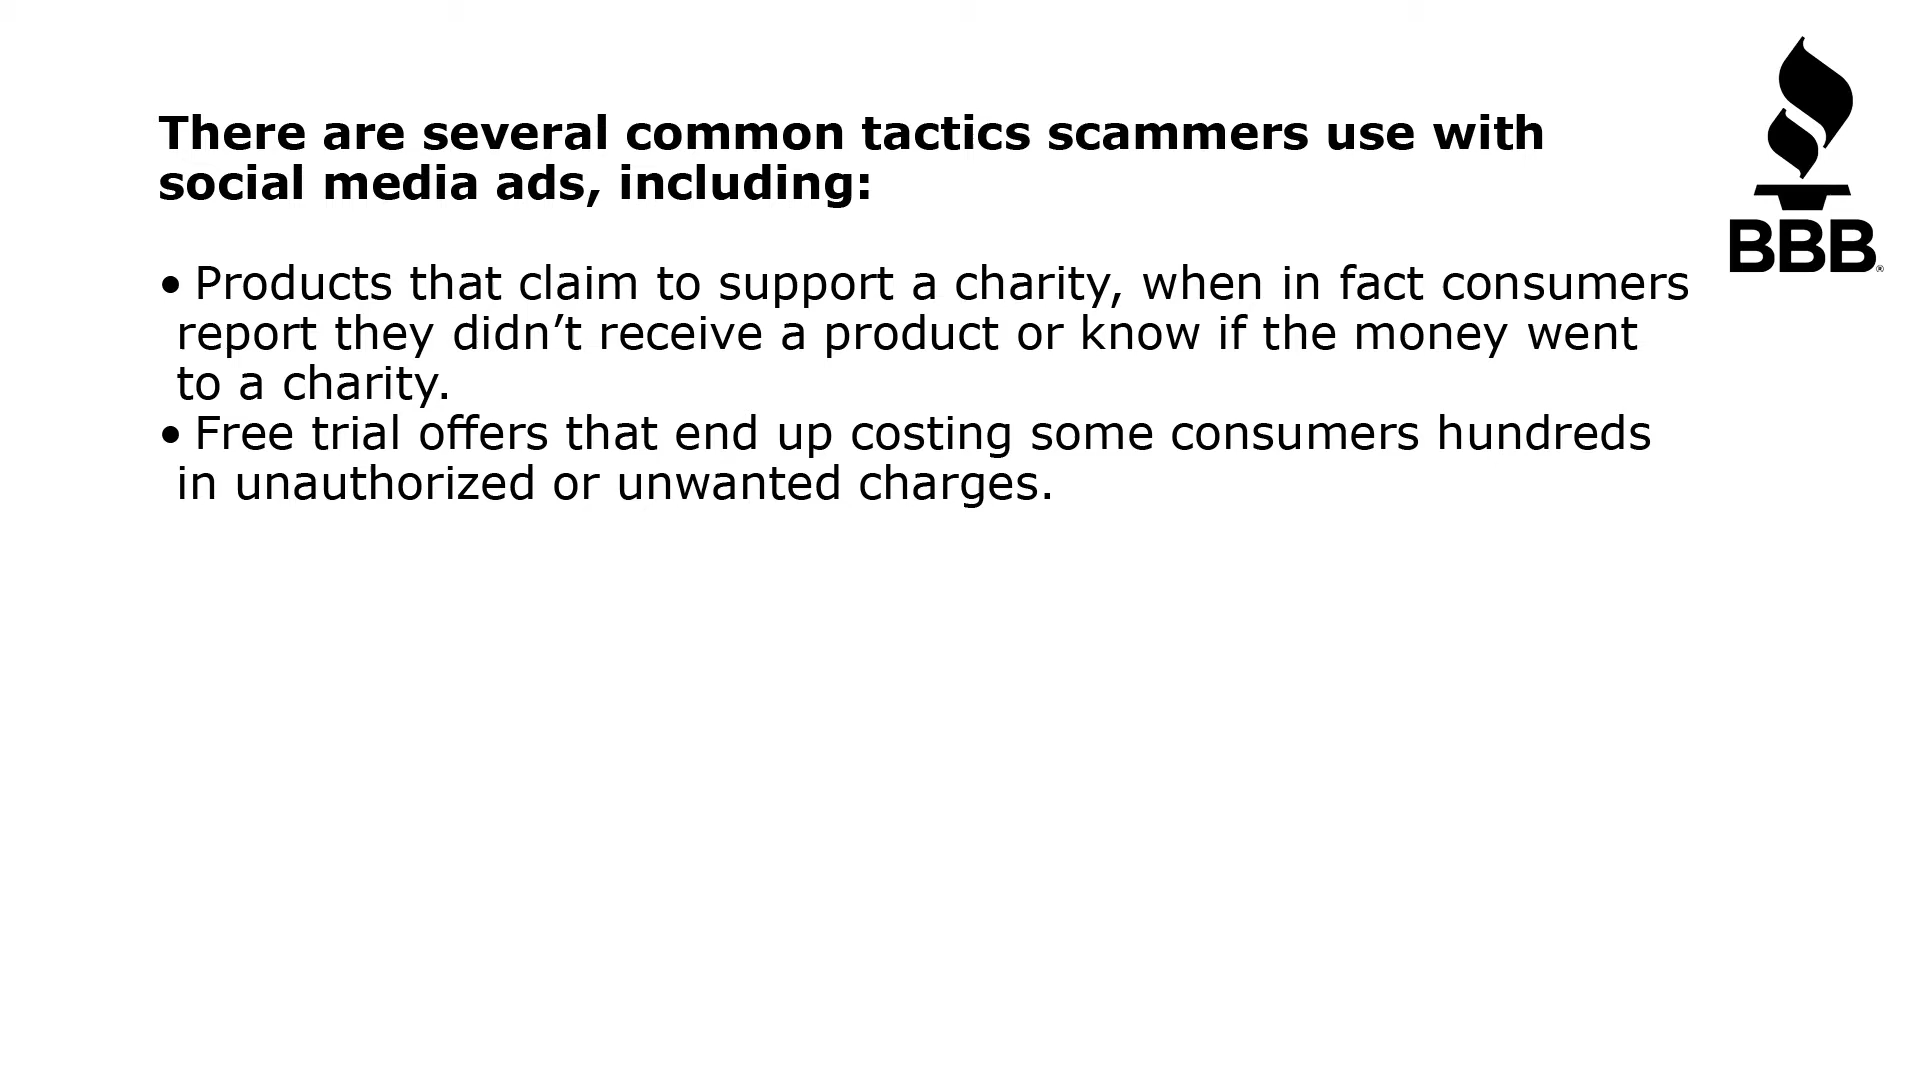 There are several common tactics scammers use with
social media ads, including:
• Products that claim to support a charity, when in fact consumers
report they didn’t receive a product or know if the money went
to a charity.
• Free trial offers that end up costing some consumers hundreds
in unauthorized or unwanted charges.
BBB®